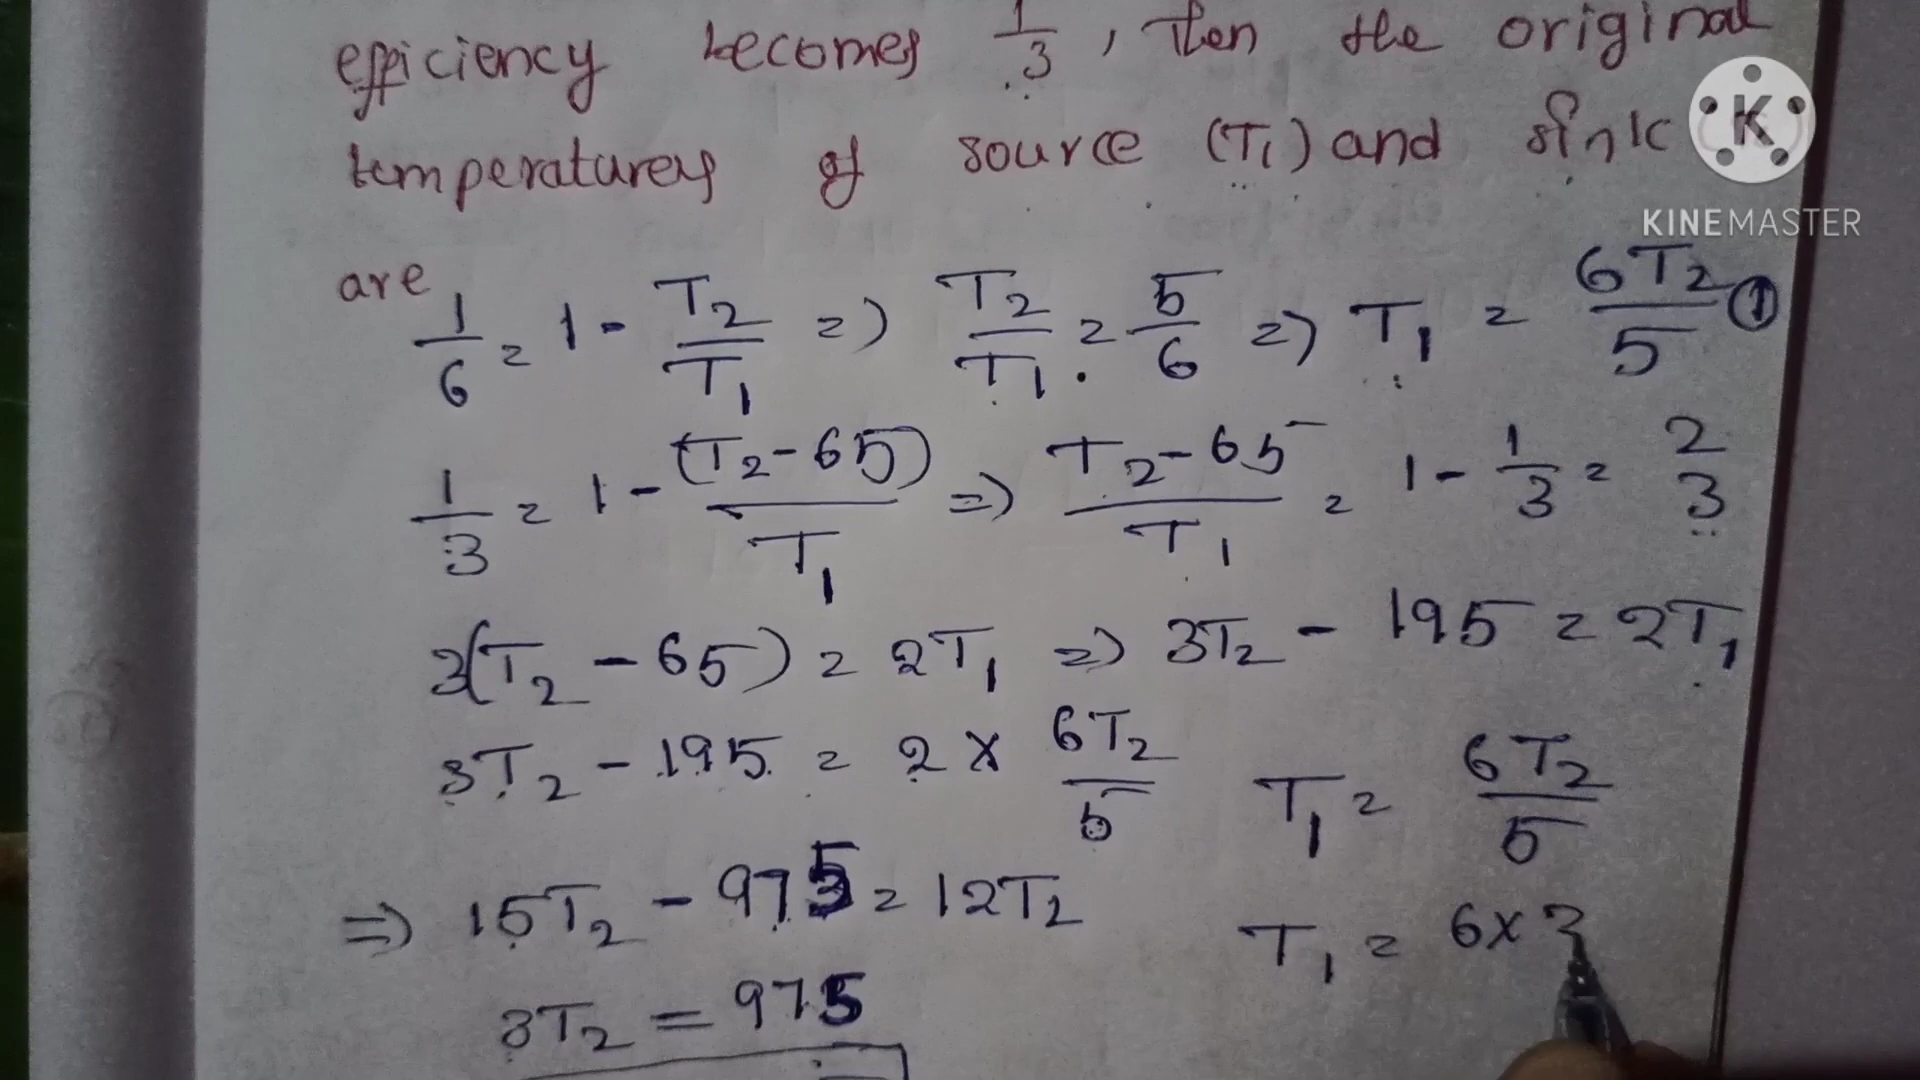 efficiency becomes 1/3, Then the original
temperatures of source (T1) and sink
KINEMASTER
are
1/6 = 1 - T2/T1 => T2/T1 = 5/6 => T1 = 6T2/5 ①
1/3 = 1 - (T2 - 65)/T1 => T2 - 65/T1 = 1 - 1/3 = 2/3
3(T2 - 65) = 2T1 => 3T2 - 195 = 2T1
3T2 - 195 = 2 × 6T2/5 T1 = 6T2/5
=> 15T2 - 975 = 12T2 T1 = 6×3
3T2 = 975